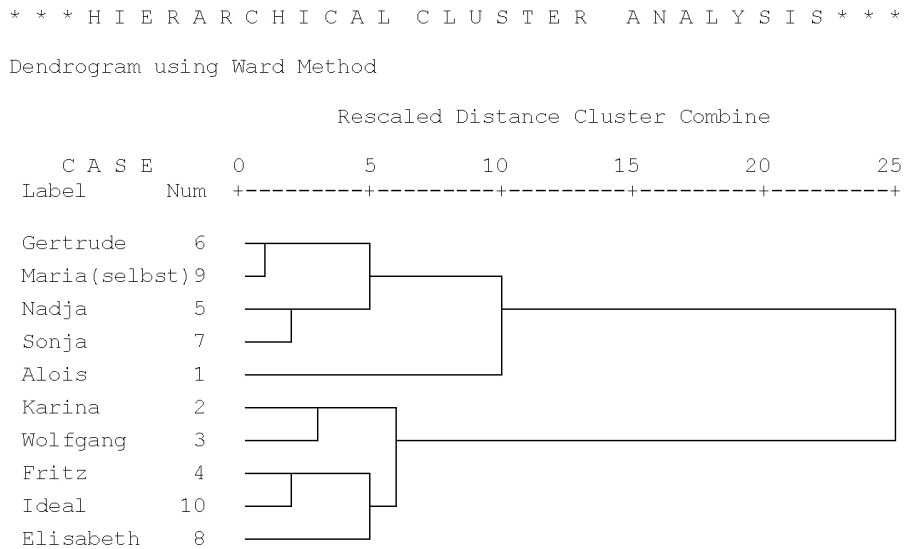 * * * H I E R A R C H I C A L  C L U S T E R   A N A L Y S I S * * *
Dendrogram using Ward Method
Rescaled Distance Cluster Combine
C A S E 0 5 10 15 20 25
Label Num +---------+---------+---------+---------+---------+
Gertrude 6
Maria(selbst) 9
Nadja 5
Sonja 7
Alois 1
Karina 2
Wolfgang 3
Fritz 4
Ideal 10
Elisabeth 8